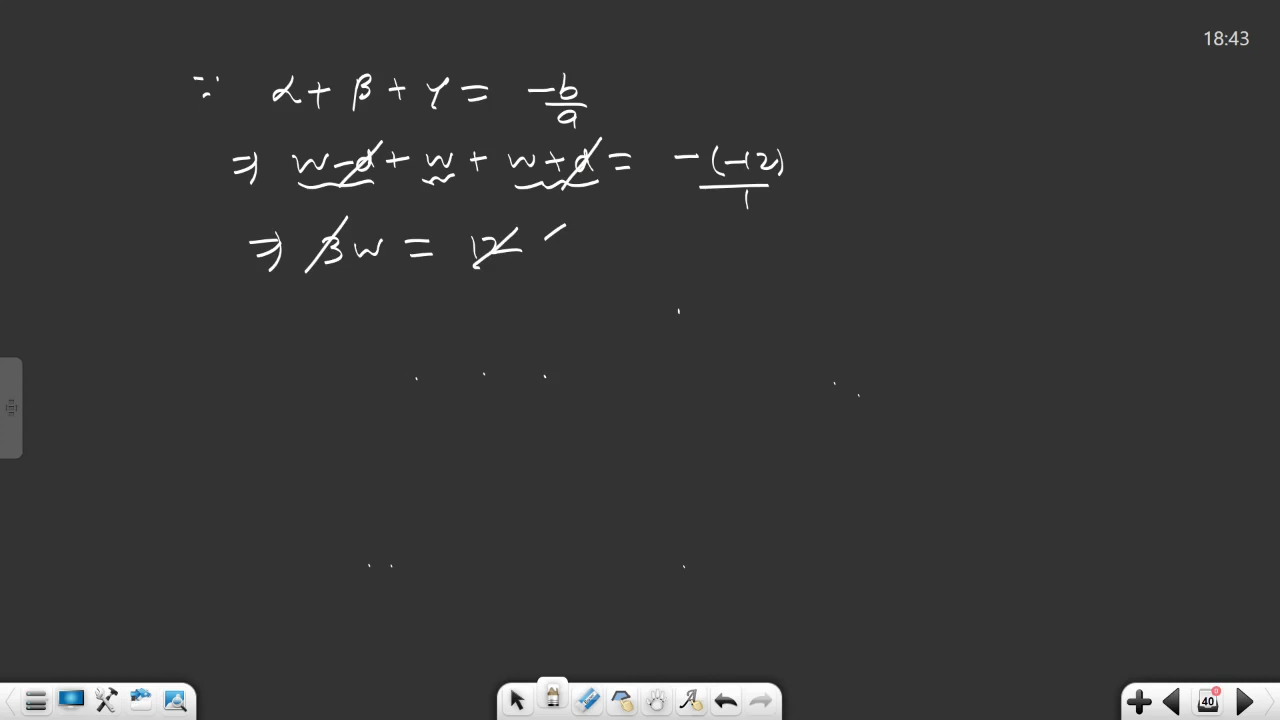 18:43
∵ α + β + γ = -b/a
⇒ w - d + w + w + d = -(-12)/1
⇒ 3w = 12
40